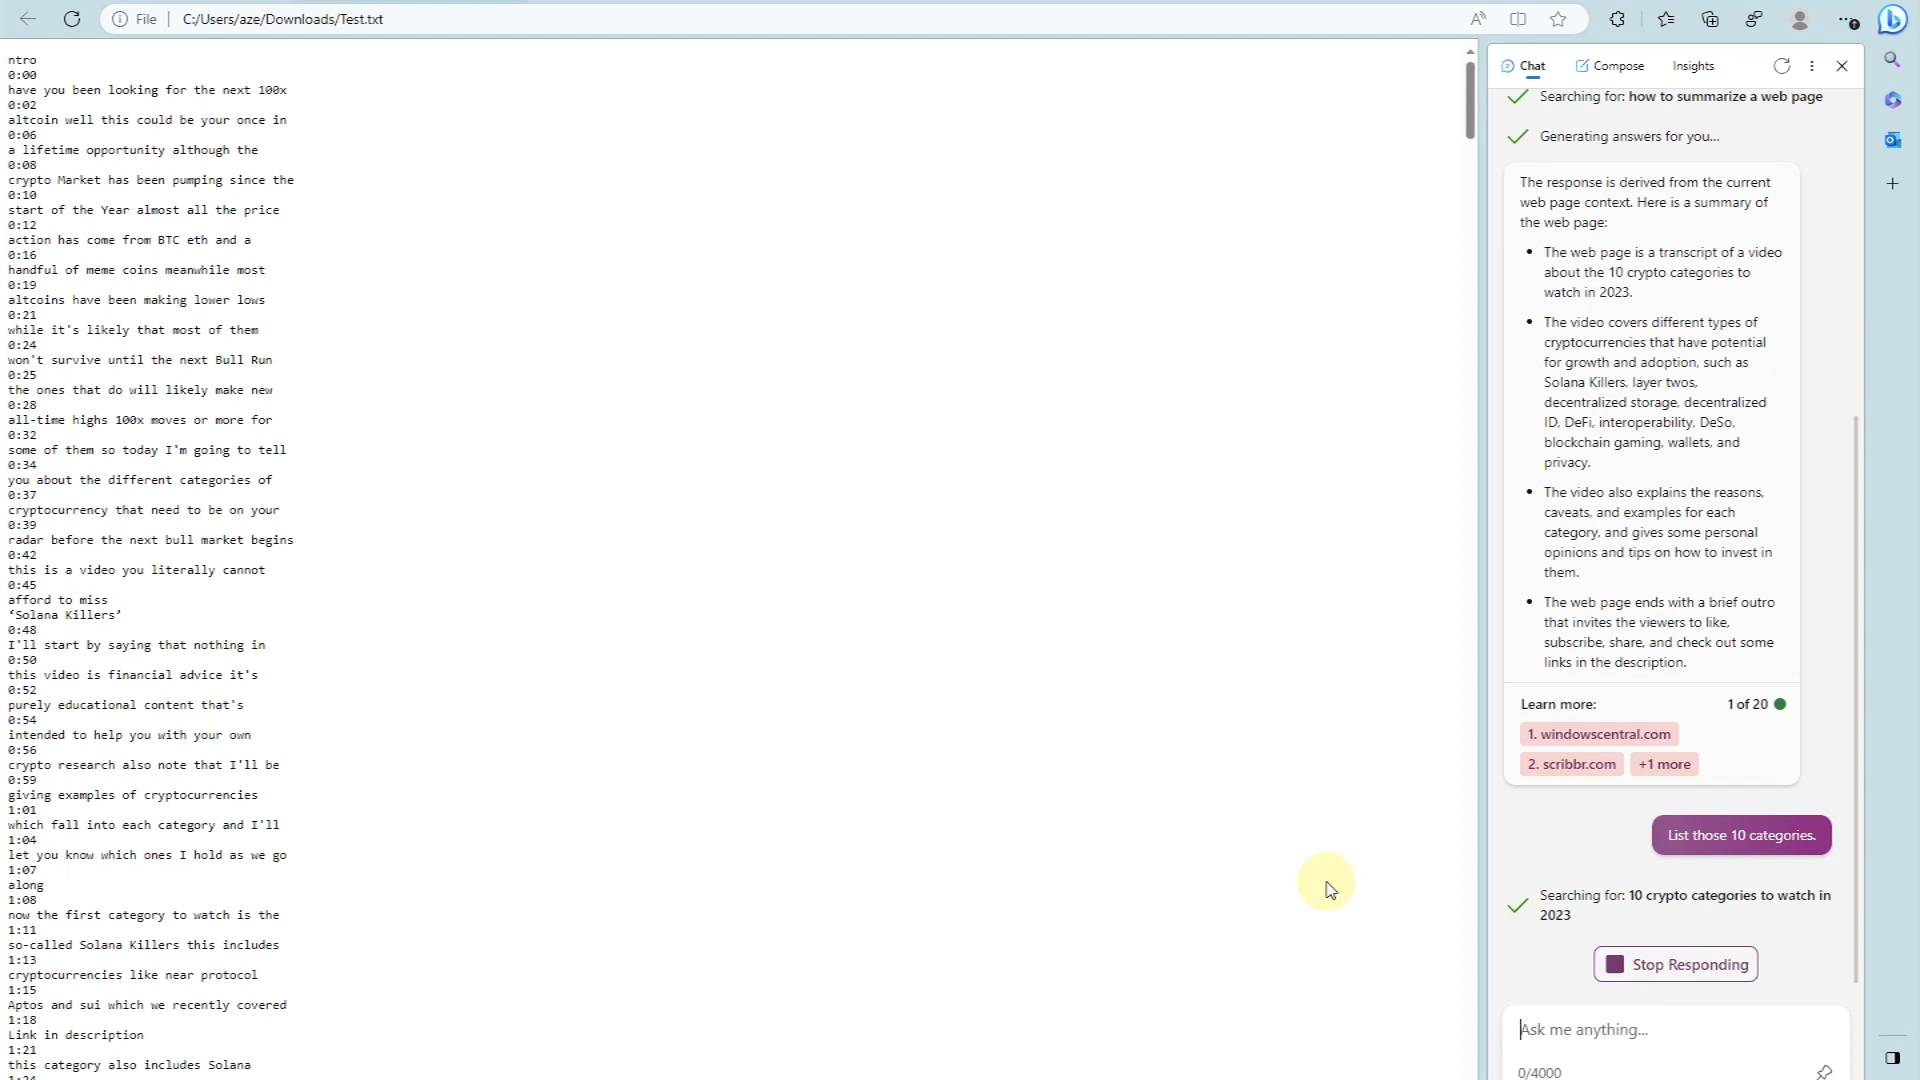 File
C:/Users/aze/Downloads/Test.txt
ntro
0:00
have you been looking for the next 100x
0:02
altcoin well this could be your once in
0:06
a lifetime opportunity although the
0:08
crypto Market has been pumping since the
0:10
start of the Year almost all the price
0:12
action has come from BTC eth and a
0:16
handful of meme coins meanwhile most
0:19
altcoins have been making lower lows
0:21
while it's likely that most of them
0:24
won't survive until the next Bull Run
0:25
the ones that do will likely make new
0:28
all-time highs 100x moves or more for
0:32
some of them so today I'm going to tell
0:34
you about the different categories of
0:37
cryptocurrency that need to be on your
0:39
radar before the next bull market begins
0:42
this is a video you literally cannot
0:45
afford to miss
‘Solana Killers’
0:48
I'll start by saying that nothing in
0:50
this video is financial advice it's
0:52
purely educational content that's
0:54
intended to help you with your own
0:56
crypto research also note that I'll be
0:59
giving examples of cryptocurrencies
1:01
which fall into each category and I'll
1:04
let you know which ones I hold as we go
1:07
along
1:08
now the first category to watch is the
1:11
so-called Solana Killers this includes
1:13
cryptocurrencies like near protocol
1:15
Aptos and sui which we recently covered
1:18
Link in description
1:21
this category also includes Solana
1:24
Chat
Compose
Insights
Searching for: how to summarize a web page
Generating answers for you...
The response is derived from the current
web page context. Here is a summary of
the web page:
• The web page is a transcript of a video
about the 10 crypto categories to
watch in 2023.
• The video covers different types of
cryptocurrencies that have potential
for growth and adoption, such as
Solana Killers, layer twos,
decentralized storage, decentralized
ID, DeFi, interoperability, DeSo,
blockchain gaming, wallets, and
privacy.
• The video also explains the reasons,
caveats, and examples for each
category, and gives some personal
opinions and tips on how to invest in
them.
• The web page ends with a brief outro
that invites the viewers to like,
subscribe, share, and check out some
links in the description.
Learn more:
1 of 20
1. windowscentral.com
2. scribbr.com
+1 more
List those 10 categories.
Searching for: 10 crypto categories to watch in
2023
Stop Responding
Ask me anything...
0/4000